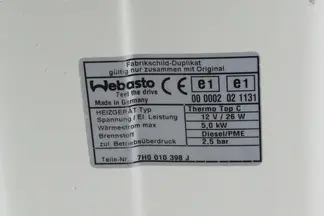 Fabrikschild-Duplikat
gültig nur zusammen mit Original.
Webasto CE e1 e1
Feel the drive
Made in Germany 00 0002 02 1131
HEIZGERÄT Typ Thermo Top C
Spannung / El. Leistung 12 V / 26 W
Wärmestrom max 5,0 kW
Brennstoff Diesel/PME
zul. Betriebsüberdruck 2.5 bar
Teile-Nr. 7H0 010 398 J